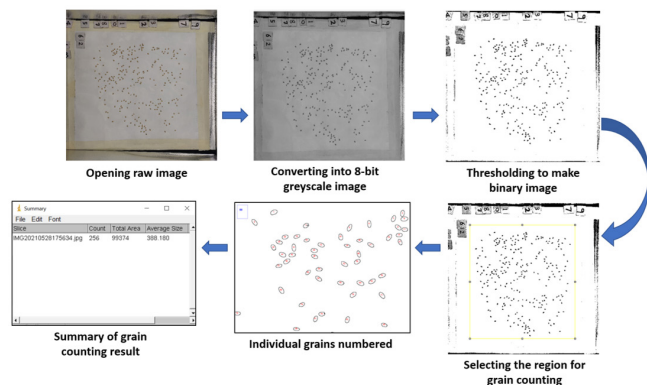 Opening raw image
Converting into 8-bit
greyscale image
Thresholding to make
binary image
Summary
File Edit Font
Slice Count Total Area Average Size
IMG20210528175634.jpg 256 99374 388.180
Summary of grain
counting result
Individual grains numbered
Selecting the region for
grain counting